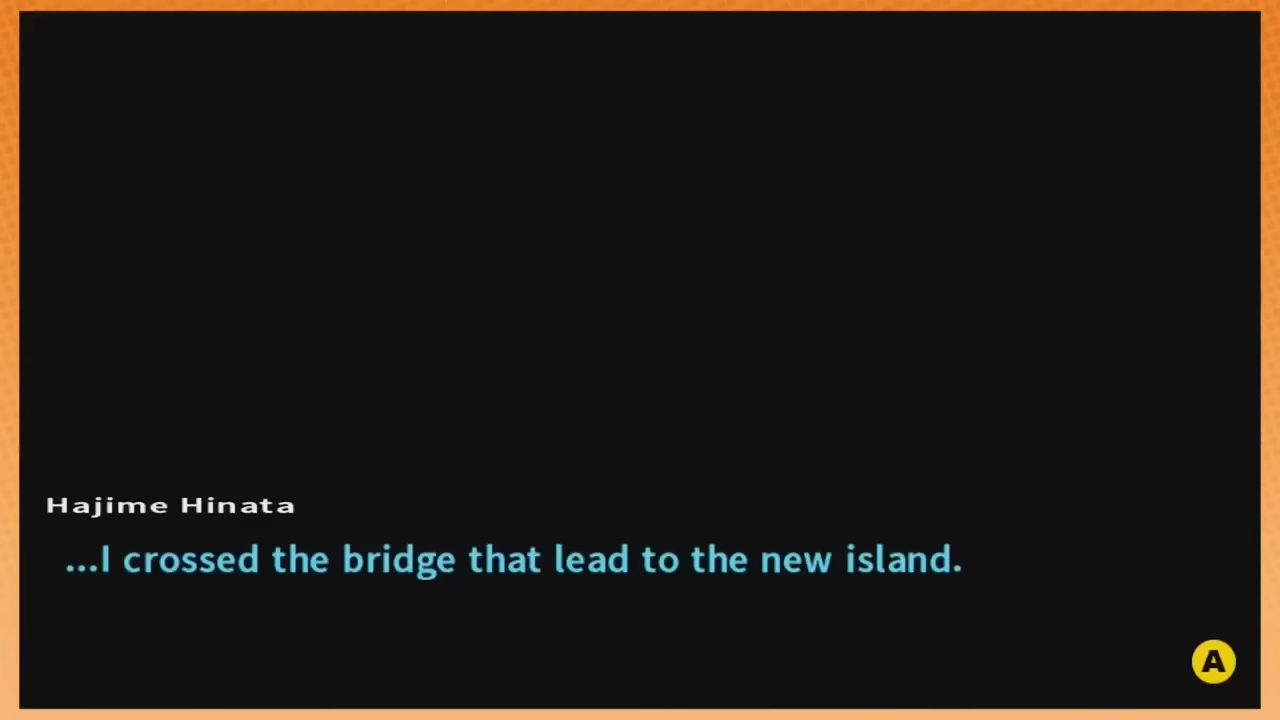 Hajime Hinata
...I crossed the bridge that lead to the new island.
A